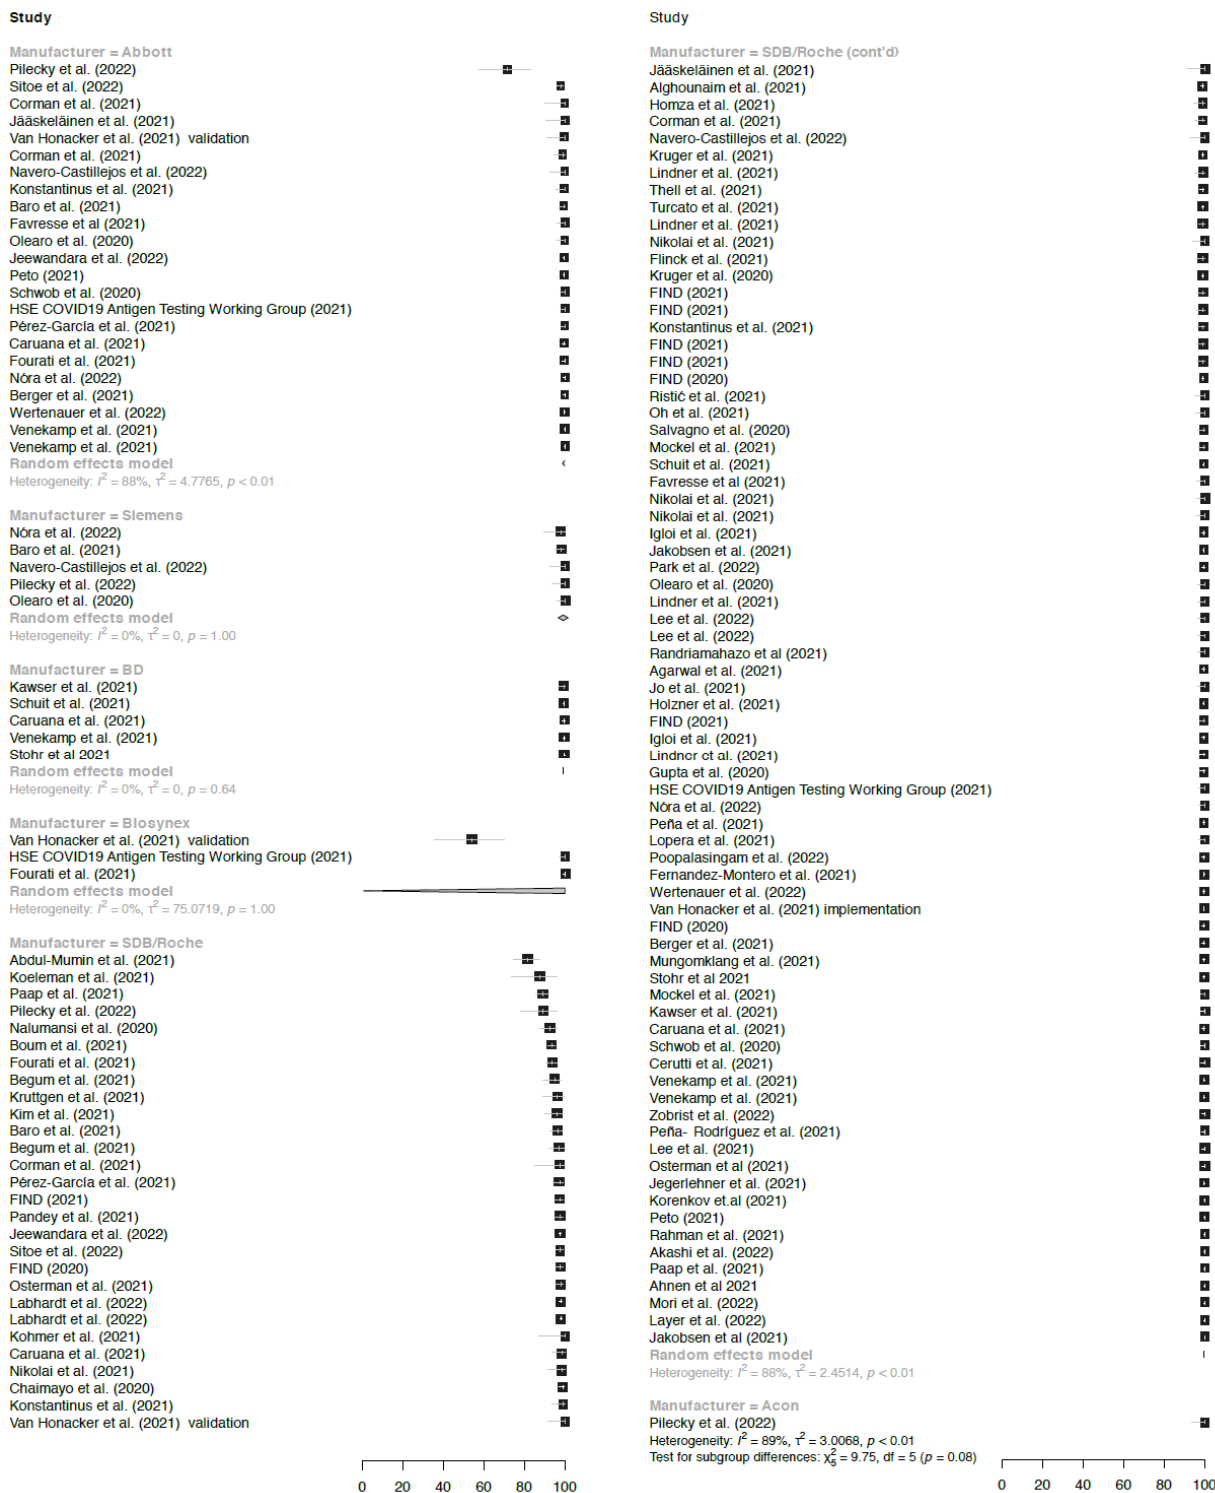 Study
Manufacturer = Abbott
Pilecky et al. (2022)
Sitoe et al. (2022)
Corman et al. (2021)
Jääskeläinen et al. (2021)
Van Honacker et al. (2021) validation
Corman et al. (2021)
Navero-Castillejos et al. (2022)
Konstantinus et al. (2021)
Baro et al. (2021)
Favresse et al (2021)
Olearo et al. (2020)
Jeewandara et al. (2022)
Peto (2021)
Schwob et al. (2020)
HSE COVID19 Antigen Testing Working Group (2021)
Pérez-García et al. (2021)
Caruana et al. (2021)
Fourati et al. (2021)
Nóra et al. (2022)
Berger et al. (2021)
Wertenauer et al. (2022)
Venekamp et al. (2021)
Venekamp et al. (2021)
Random effects model
Heterogeneity: I² = 88%, τ² = 4.7765, p < 0.01
Manufacturer = Siemens
Nóra et al. (2022)
Baro et al. (2021)
Navero-Castillejos et al. (2022)
Pilecky et al. (2022)
Olearo et al. (2020)
Random effects model
Heterogeneity: I² = 0%, τ² = 0, p = 1.00
Manufacturer = BD
Kawser et al. (2021)
Schuit et al. (2021)
Caruana et al. (2021)
Venekamp et al. (2021)
Stohr et al 2021
Random effects model
Heterogeneity: I² = 0%, τ² = 0, p = 0.64
Manufacturer = Biosynex
Van Honacker et al. (2021) validation
HSE COVID19 Antigen Testing Working Group (2021)
Fourati et al. (2021)
Random effects model
Heterogeneity: I² = 0%, τ² = 75.0719, p = 1.00
Manufacturer = SDB/Roche
Abdul-Mumin et al. (2021)
Koeleman et al. (2021)
Paap et al. (2021)
Pilecky et al. (2022)
Nalumansi et al. (2020)
Boum et al. (2021)
Fourati et al. (2021)
Begum et al. (2021)
Kruttgen et al. (2021)
Kim et al. (2021)
Baro et al. (2021)
Begum et al. (2021)
Corman et al. (2021)
Pérez-García et al. (2021)
FIND (2021)
Pandey et al. (2021)
Jeewandara et al. (2022)
Sitoe et al. (2022)
FIND (2020)
Osterman et al. (2021)
Labhardt et al. (2022)
Labhardt et al. (2022)
Kohmer et al. (2021)
Caruana et al. (2021)
Nikolai et al. (2021)
Chaimayo et al. (2020)
Konstantinus et al. (2021)
Van Honacker et al. (2021) validation
0 20 40 60 80 100
Study
Manufacturer = SDB/Roche (cont'd)
Jääskeläinen et al. (2021)
Alghounaim et al. (2021)
Homza et al. (2021)
Corman et al. (2021)
Navero-Castillejos et al. (2022)
Kruger et al. (2021)
Lindner et al. (2021)
Thell et al. (2021)
Turcato et al. (2021)
Lindner et al. (2021)
Nikolai et al. (2021)
Flinck et al. (2021)
Kruger et al. (2020)
FIND (2021)
FIND (2021)
Konstantinus et al. (2021)
FIND (2021)
FIND (2021)
FIND (2020)
Ristić et al. (2021)
Oh et al. (2021)
Salvagno et al. (2020)
Mockel et al. (2021)
Schuit et al. (2021)
Favresse et al (2021)
Nikolai et al. (2021)
Nikolai et al. (2021)
Igloi et al. (2021)
Jakobsen et al. (2021)
Park et al. (2022)
Olearo et al. (2020)
Lindner et al. (2021)
Lee et al. (2022)
Lee et al. (2022)
Randriamahazo et al (2021)
Agarwal et al. (2021)
Jo et al. (2021)
Holzner et al. (2021)
FIND (2021)
Igloi et al. (2021)
Lindner et al. (2021)
Gupta et al. (2020)
HSE COVID19 Antigen Testing Working Group (2021)
Nóra et al. (2022)
Peña et al. (2021)
Lopera et al. (2021)
Poopalasingam et al. (2022)
Fernandez-Montero et al. (2021)
Wertenauer et al. (2022)
Van Honacker et al. (2021) implementation
FIND (2020)
Berger et al. (2021)
Mungomklang et al. (2021)
Stohr et al 2021
Mockel et al. (2021)
Kawser et al. (2021)
Caruana et al. (2021)
Schwob et al. (2020)
Cerutti et al. (2021)
Venekamp et al. (2021)
Venekamp et al. (2021)
Zobrist et al. (2022)
Peña- Rodríguez et al. (2021)
Lee et al. (2021)
Osterman et al (2021)
Jegerlehner et al. (2021)
Korenkov et.al (2021)
Peto (2021)
Rahman et al. (2021)
Akashi et al. (2022)
Paap et al. (2021)
Ahnen et al 2021
Mori et al. (2022)
Layer et al. (2022)
Jakobsen et al (2021)
Random effects model
Heterogeneity: I² = 88%, τ² = 2.4514, p < 0.01
Manufacturer = Acon
Pilecky et al. (2022)
Heterogeneity: I² = 89%, τ² = 3.0068, p < 0.01
Test for subgroup differences: χ²₅ = 9.75, df = 5 (p = 0.08)
0 20 40 60 80 100